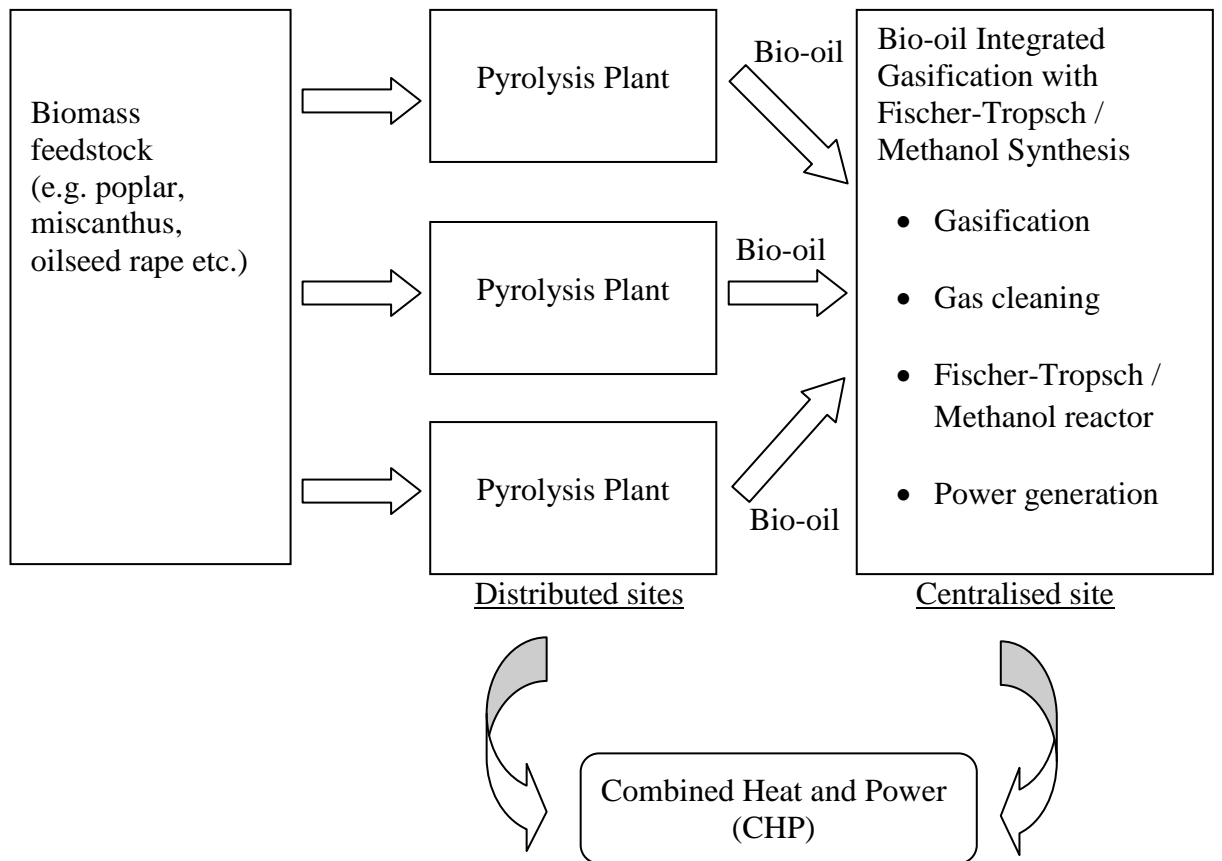 Biomass
feedstock
(e.g. poplar,
miscanthus,
oilseed rape etc.)
Pyrolysis Plant
Pyrolysis Plant
Pyrolysis Plant
Bio-oil
Bio-oil
Bio-oil
Bio-oil Integrated
Gasification with
Fischer-Tropsch /
Methanol Synthesis
• Gasification
• Gas cleaning
• Fischer-Tropsch /
Methanol reactor
• Power generation
Distributed sites
Centralised site
Combined Heat and Power
(CHP)